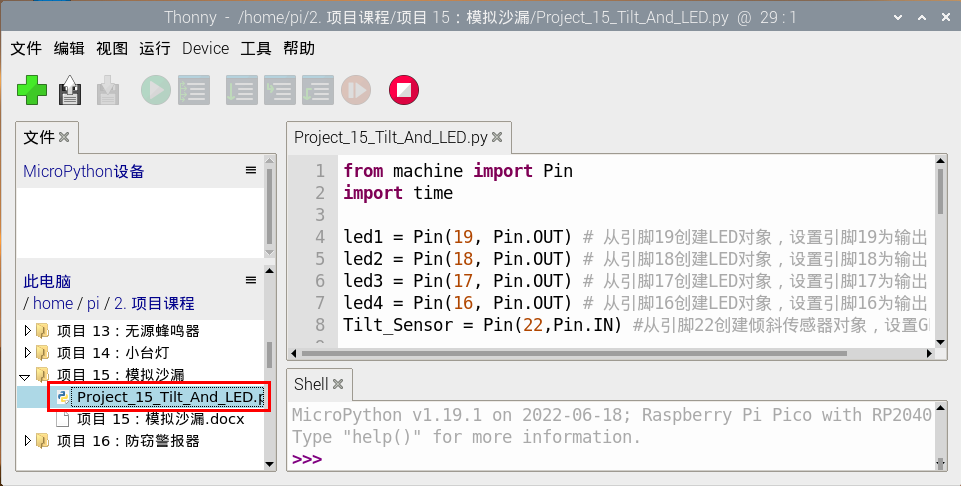 Thonny - /home/pi/2. 项目课程/项目 15：模拟沙漏/Project_15_Tilt_And_LED.py @ 29 : 1
文件 编辑 视图 运行 Device 工具 帮助
文件
MicroPython设备
此电脑
/ home / pi / 2. 项目课程
项目 13：无源蜂鸣器
项目 14：小台灯
项目 15：模拟沙漏
Project_15_Tilt_And_LED.p
项目 15：模拟沙漏.docx
项目 16：防窃警报器
Project_15_Tilt_And_LED.py
1 from machine import Pin
2 import time
3
4 led1 = Pin(19, Pin.OUT) # 从引脚19创建LED对象，设置引脚19为输出
5 led2 = Pin(18, Pin.OUT) # 从引脚18创建LED对象，设置引脚18为输出
6 led3 = Pin(17, Pin.OUT) # 从引脚17创建LED对象，设置引脚17为输出
7 led4 = Pin(16, Pin.OUT) # 从引脚16创建LED对象，设置引脚16为输出
8 Tilt_Sensor = Pin(22,Pin.IN) #从引脚22创建倾斜传感器对象，设置G
Shell
MicroPython v1.19.1 on 2022-06-18; Raspberry Pi Pico with RP2040
Type "help()" for more information.
>>>